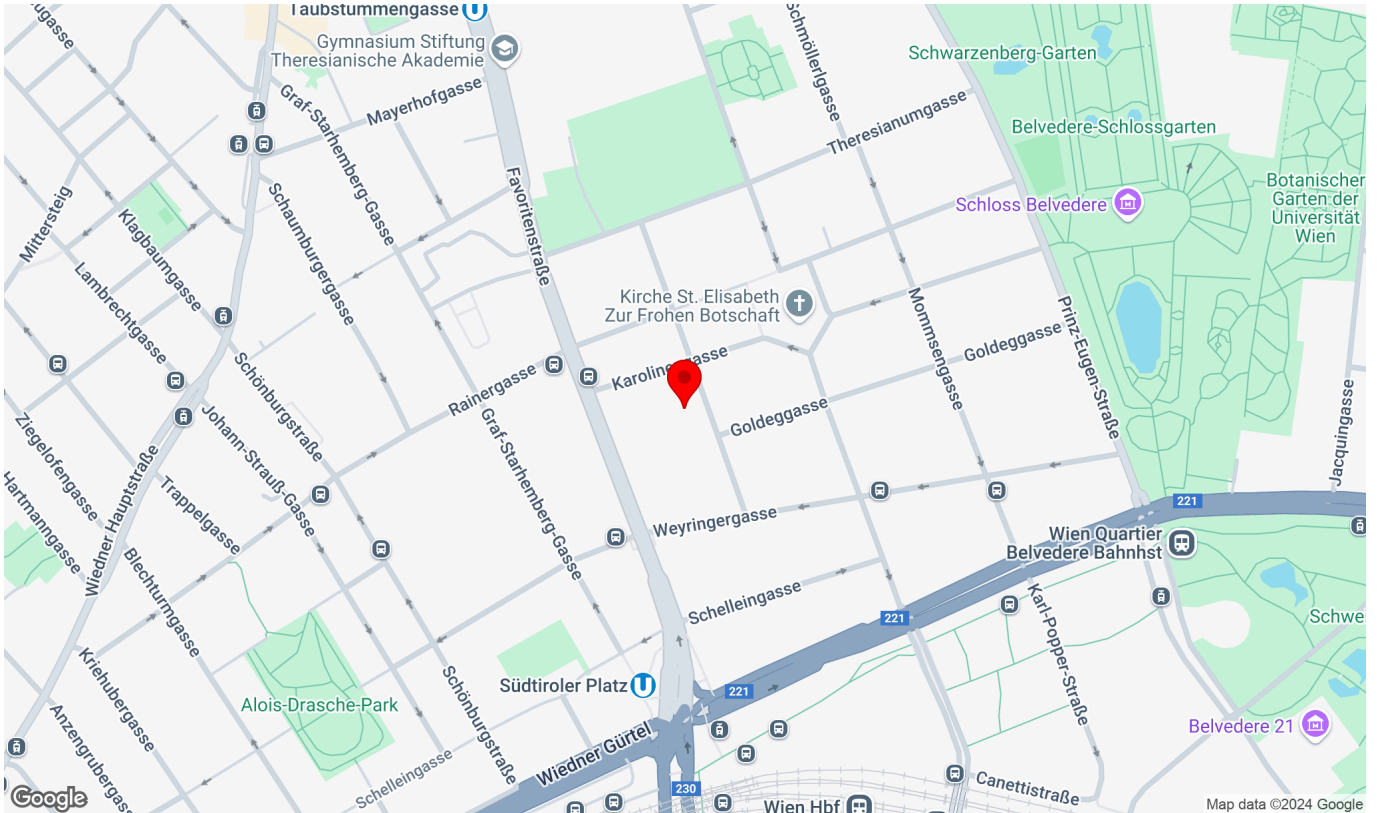 Taubstummengasse
Gymnasium Stiftung
Theresianische Akademie
Mayerhofgasse
Graf-Starhemberg-Gasse
Schmöllerlgasse
Theresianumgasse
Schwarzenberg-Garten
Belvedere-Schlossgarten
Botanischer
Garten der
Universität
Wien
Schloss Belvedere
Mittersteig
Klagbaumgasse
Schaumburgergasse
Favoritenstraße
Lambrechtgasse
Kirche St. Elisabeth
Zur Frohen Botschaft
Mommsengasse
Prinz-Eugen-Straße
Goldeggasse
Goldeggasse
Rainergasse
Schönburgstraße
Johann-Strauß-Gasse
Graf-Starhemberg-Gasse
Ziegelofengasse
Hartmanngasse
Wiedner Hauptstraße
Trappelgasse
Blechturmgasse
Jacquingasse
Weyringergasse
221
Wien Quartier
Belvedere Bahnhst
Schelleingasse
221
Karl-Popper-Straße
Kriehubergasse
Anzengrubergasse
Alois-Drasche-Park
Schönburgstraße
Südtiroler Platz
221
Belvedere 21
Wiedner Gürtel
Schelleingasse
230
Canettistraße
Wien Hbf
Google
Map data ©2024 Google